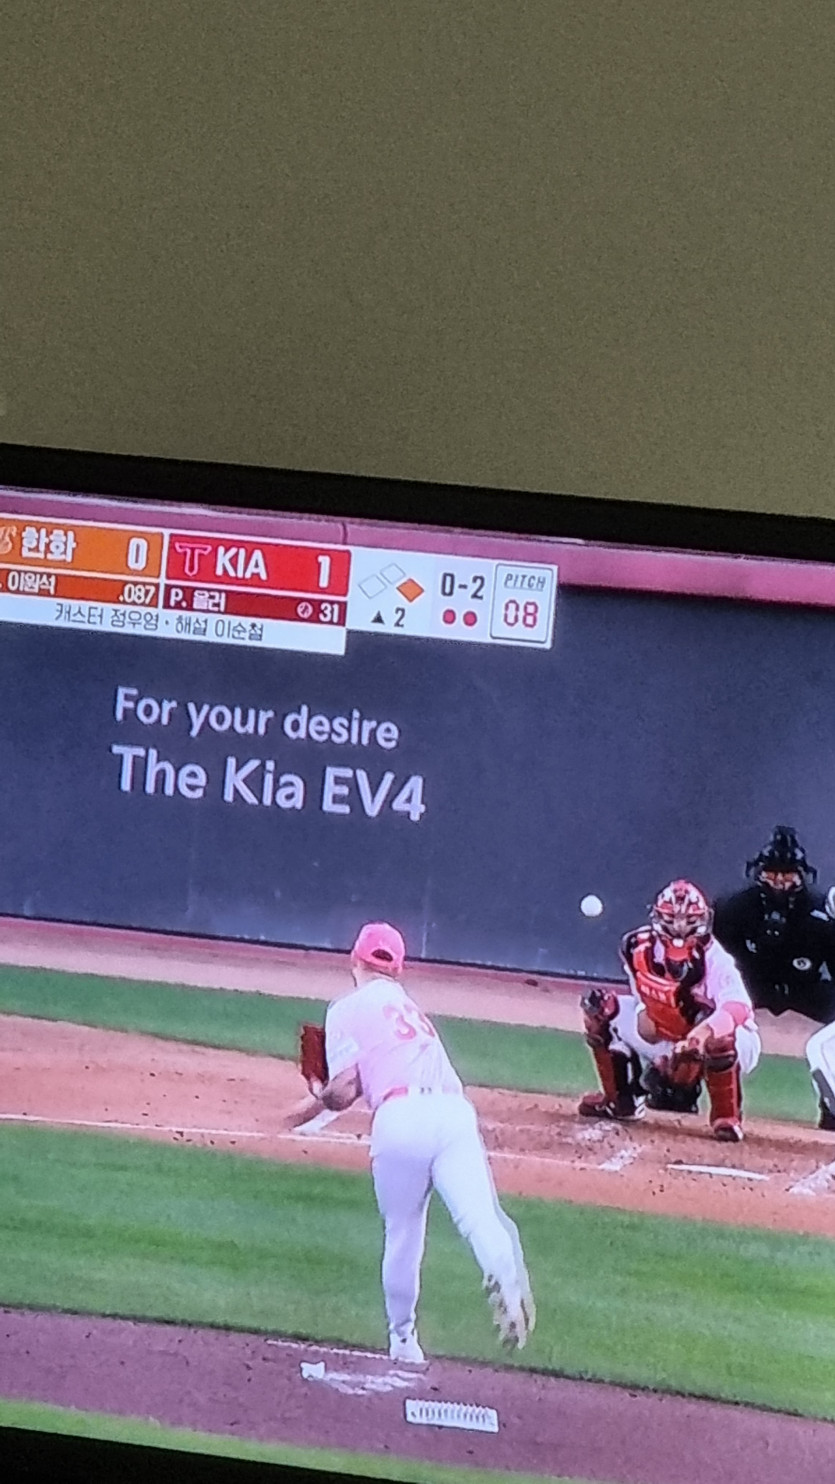 한화 0 KIA 1
이원석 .087 P. 올러 31 ▲2 0-2 PITCH 08
캐스터 정우영 · 해설 이순철
For your desire
The Kia EV4
33